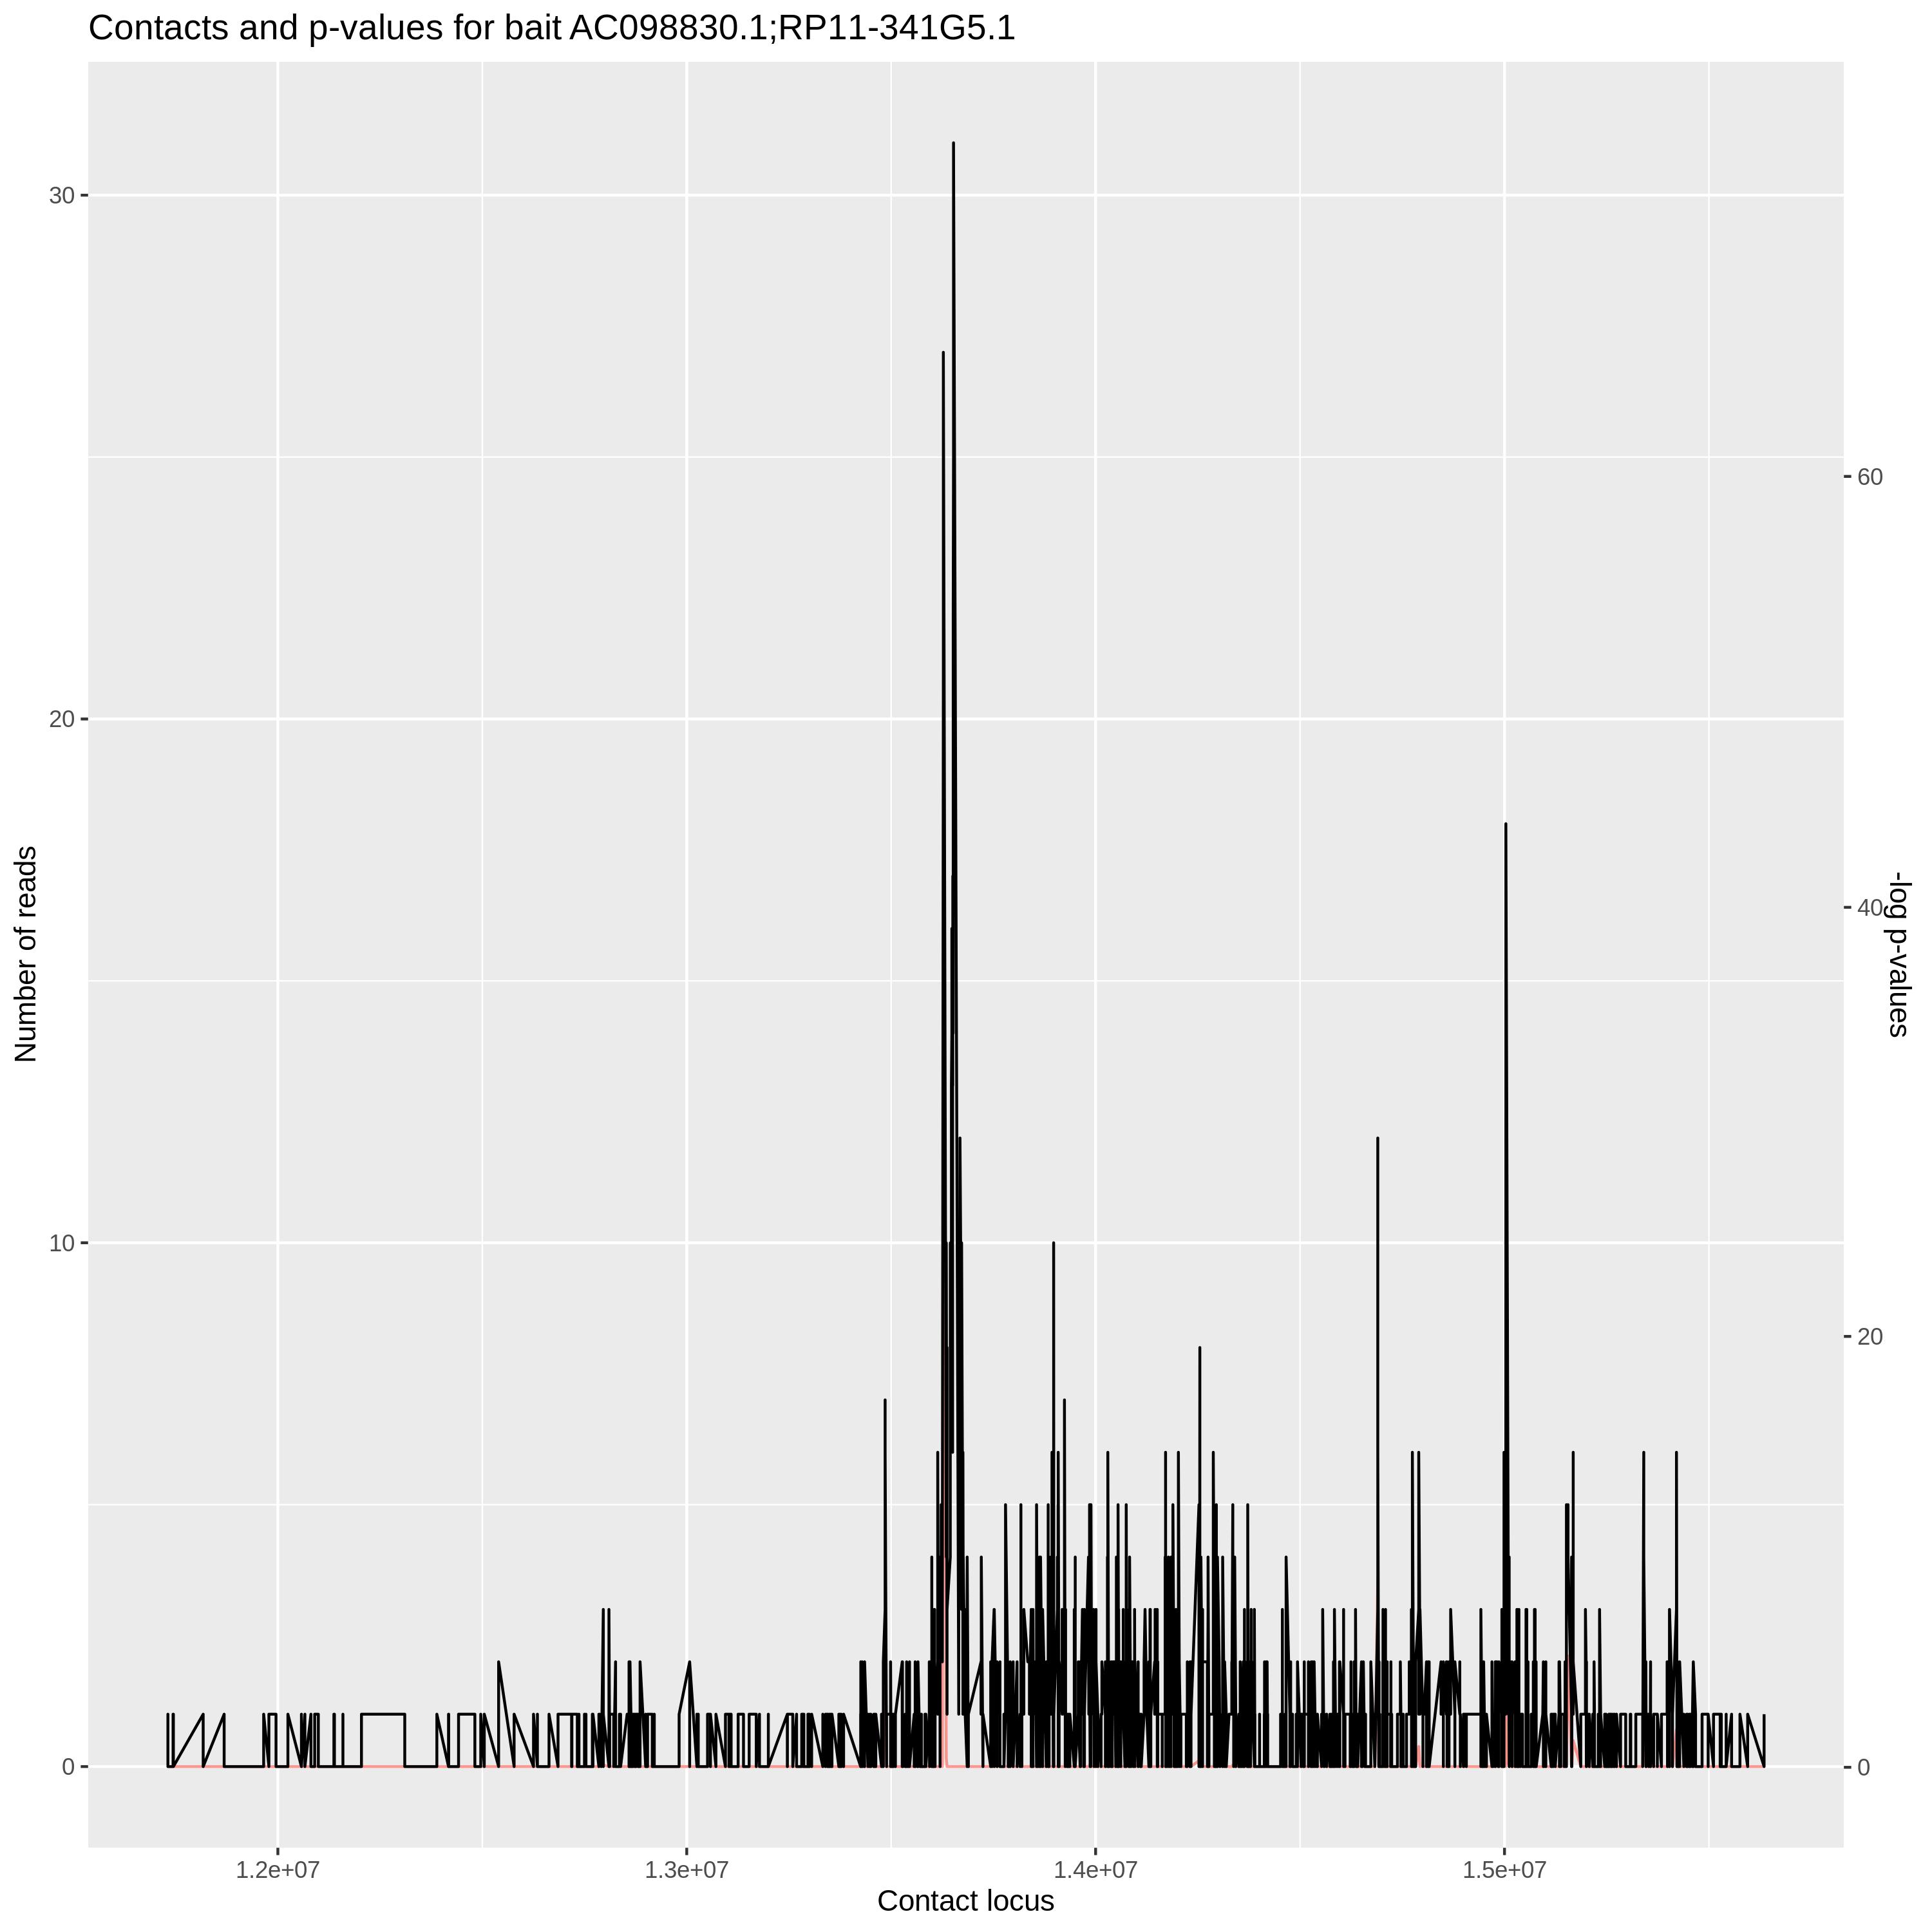 Contacts and p-values for bait AC098830.1;RP11-341G5.1
30
20
10
0
Number of reads
60
40
20
0
-log p-values
1.2e+07 1.3e+07 1.4e+07 1.5e+07
Contact locus